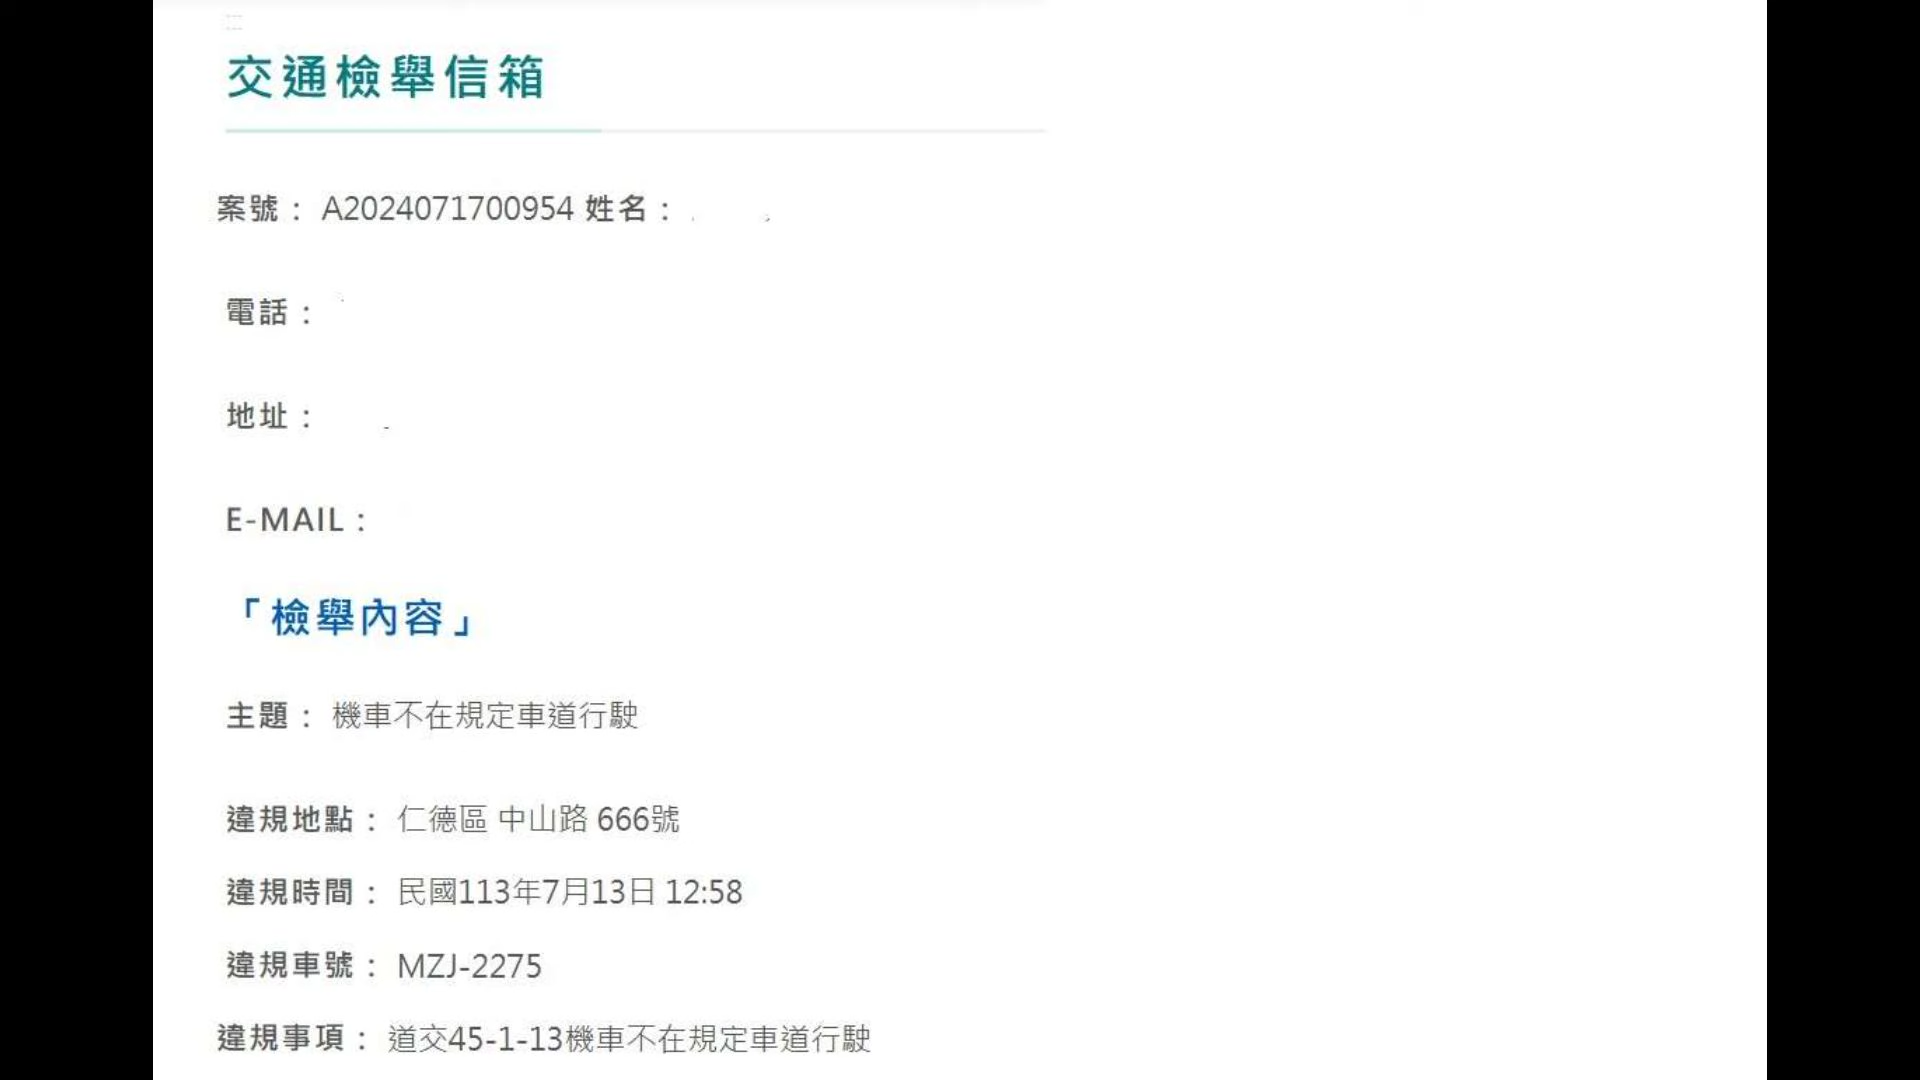 交通檢舉信箱
案號： A2024071700954 姓名：
電話：
地址：
E-MAIL：
「檢舉內容」
主題： 機車不在規定車道行駛
違規地點： 仁德區 中山路 666號
違規時間： 民國113年7月13日 12:58
違規車號： MZJ-2275
違規事項： 道交45-1-13機車不在規定車道行駛